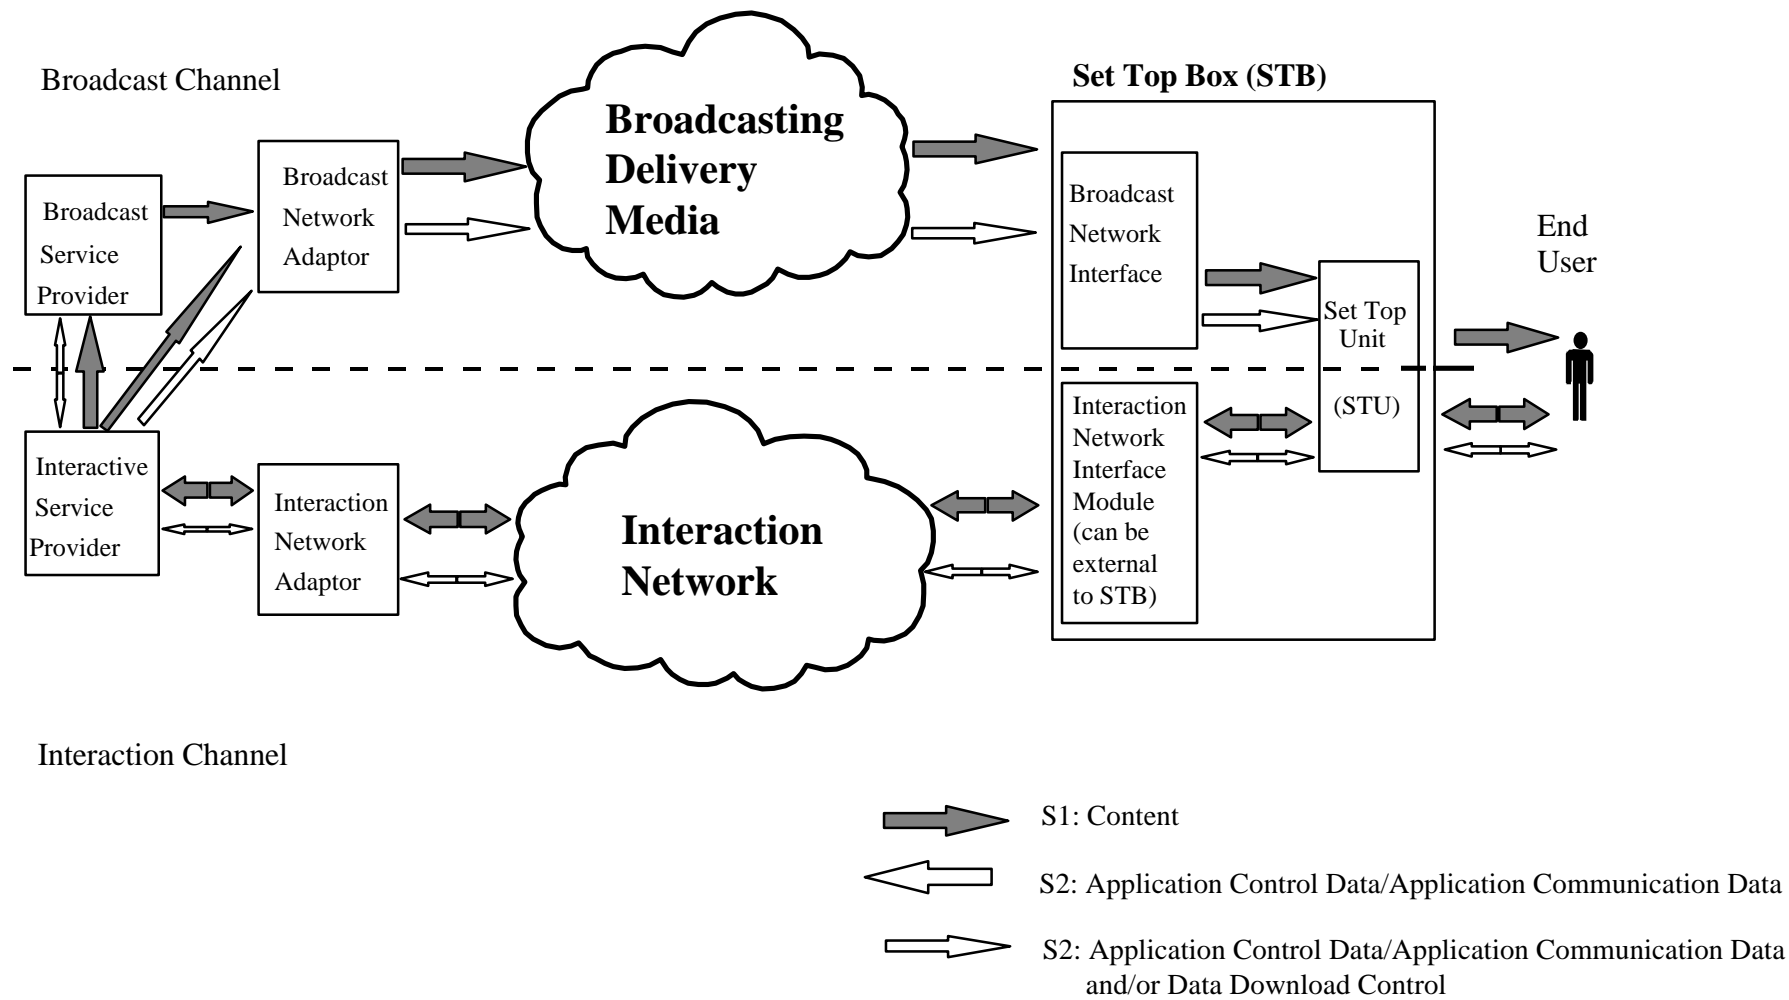 Broadcast Channel
Set Top Box (STB)
Broadcasting
Delivery
Media
Broadcast
Network
Adaptor
Broadcast
Service
Provider
Broadcast
Network
Interface
End
User
Set Top
Unit
(STU)
Interactive
Service
Provider
Interaction
Network
Adaptor
Interaction
Network
Interaction
Network
Interface
Module
(can be
external
to STB)
Interaction Channel
S1: Content
S2: Application Control Data/Application Communication Data
S2: Application Control Data/Application Communication Data
and/or Data Download Control